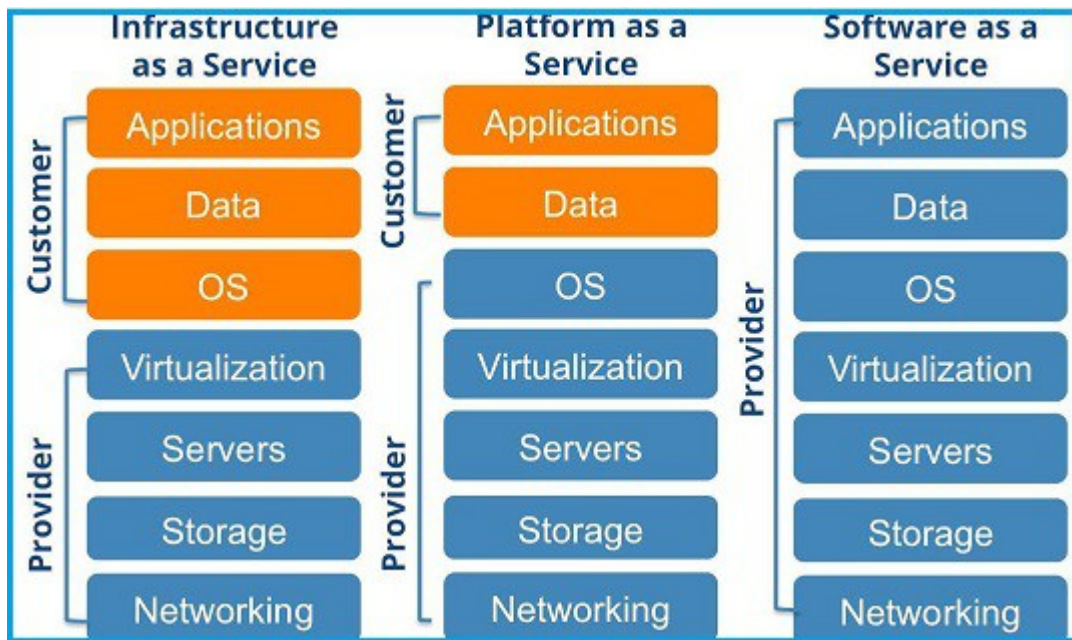 Infrastructure
as a Service
Customer
Applications
Data
OS
Provider
Virtualization
Servers
Storage
Networking
Platform as a
Service
Customer
Applications
Data
Provider
OS
Virtualization
Servers
Storage
Networking
Software as a
Service
Provider
Applications
Data
OS
Virtualization
Servers
Storage
Networking